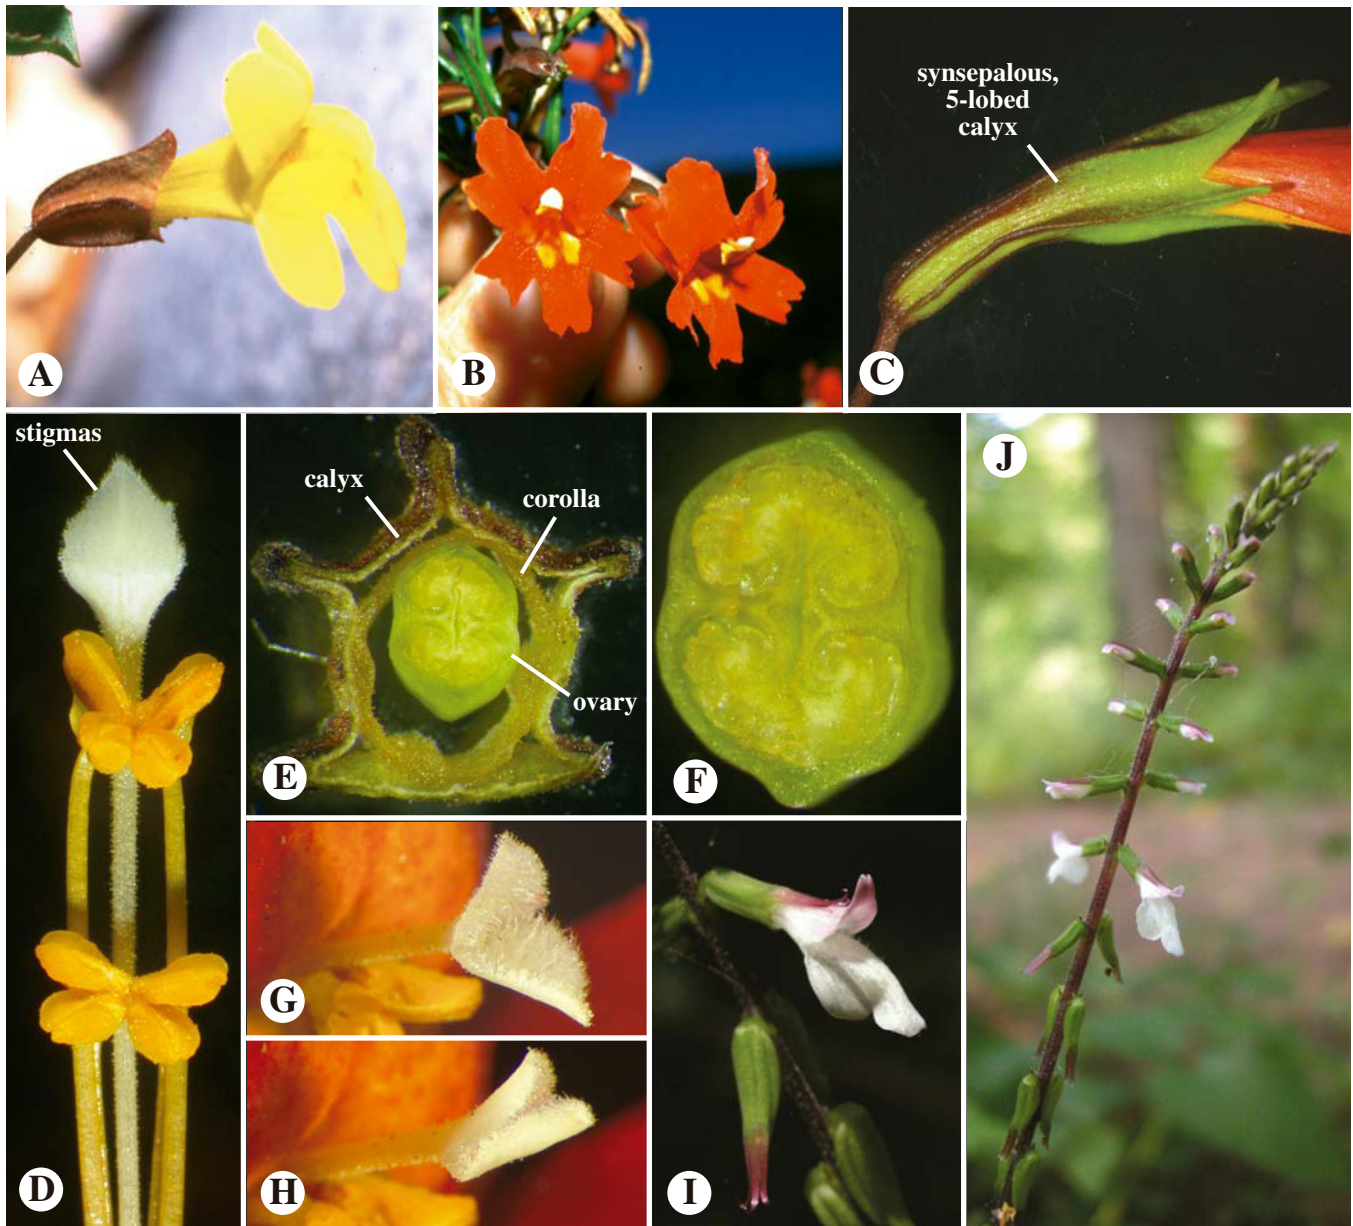 A
B
synsepalous,
5-lobed
calyx
C
stigmas
D
calyx
corolla
ovary
E
F
J
G
H
I